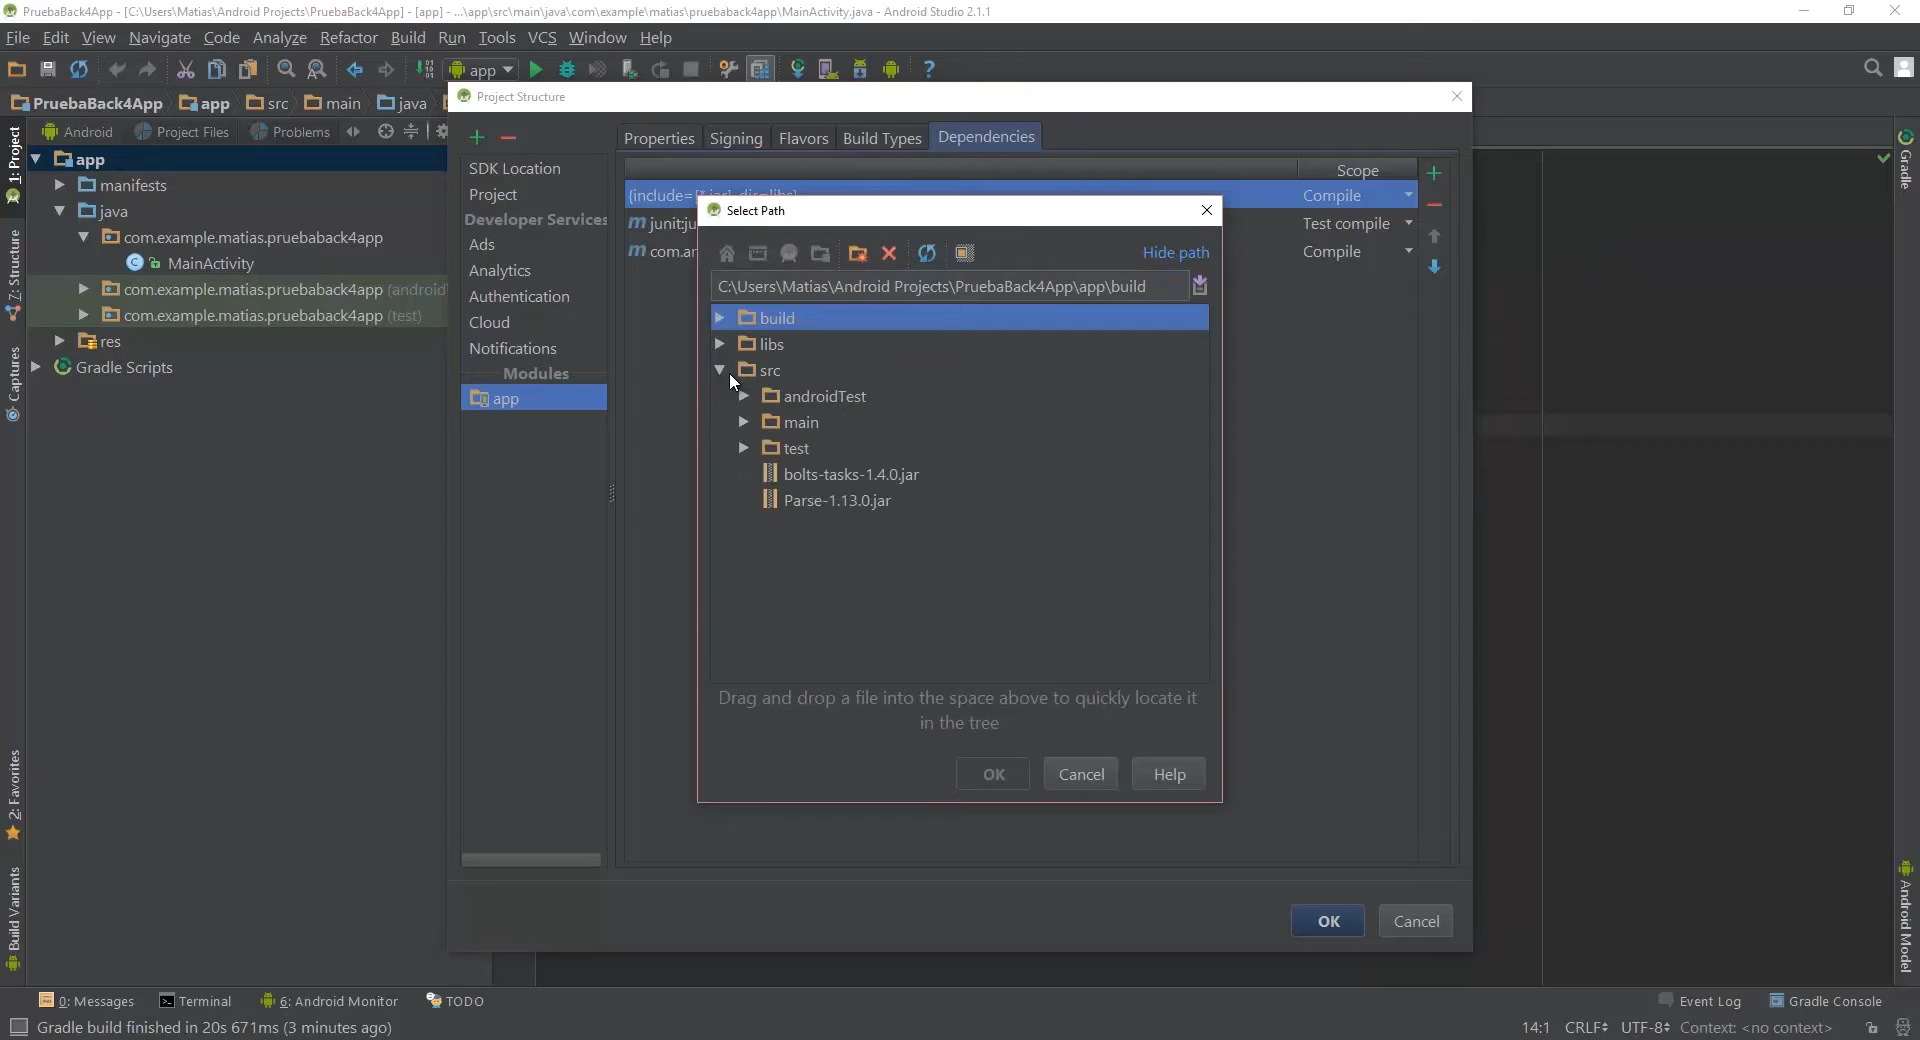 PruebaBack4App - [C:\Users\Matias\Android Projects\PruebaBack4App] - [app] - ...\app\src\main\java\com\example\matias\pruebaback4app\MainActivity.java - Android Studio 2.1.1
File Edit View Navigate Code Analyze Refactor Build Run Tools VCS Window Help
app
PruebaBack4App app src main java
Project Structure
Android Project Files Problems
1: Project
7: Structure
Captures
2: Favorites
Build Variants
app
manifests
java
com.example.matias.pruebaback4app
MainActivity
com.example.matias.pruebaback4app (android
com.example.matias.pruebaback4app (test)
res
Gradle Scripts
SDK Location
Project
Developer Services
Ads
Analytics
Authentication
Cloud
Notifications
Modules
app
Properties Signing Flavors Build Types Dependencies
Scope
{include=[*.jar], dir=libs} Compile
junit:ju Test compile
com.an Compile
Select Path
Hide path
C:\Users\Matias\Android Projects\PruebaBack4App\app\build
build
libs
src
androidTest
main
test
bolts-tasks-1.4.0.jar
Parse-1.13.0.jar
Drag and drop a file into the space above to quickly locate it
in the tree
OK Cancel Help
OK Cancel
Gradle
Android Model
0: Messages Terminal 6: Android Monitor TODO Event Log Gradle Console
Gradle build finished in 20s 671ms (3 minutes ago) 14:1 CRLF UTF-8 Context: <no context>